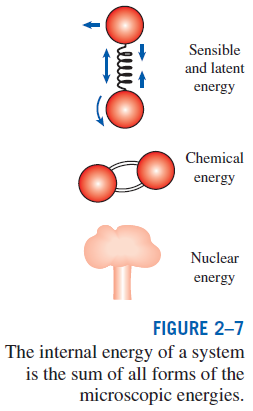 Sensible
and latent
energy
Chemical
energy
Nuclear
energy
FIGURE 2–7
The internal energy of a system
is the sum of all forms of the
microscopic energies.